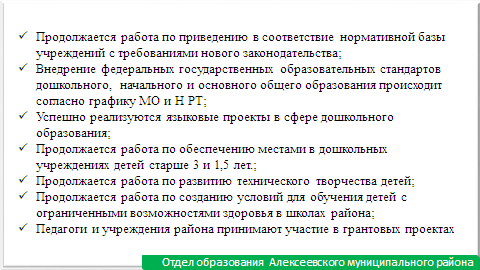 Продолжается работа по приведению в соответствие нормативной базы
учреждений с требованиями нового законодательства;
Внедрение федеральных государственных образовательных стандартов
дошкольного, начального и основного общего образования происходит
согласно графику МО и Н РТ;
Успешно реализуются языковые проекты в сфере дошкольного
образования;
Продолжается работа по обеспечению местами в дошкольных
учреждениях детей старше 3 и 1,5 лет.;
Продолжается работа по развитию технического творчества детей;
Продолжается работа по созданию условий для обучения детей с
ограниченными возможностями здоровья в школах района;
Педагоги и учреждения района принимают участие в грантовых проектах
Отдел образования Алексеевского муниципального района